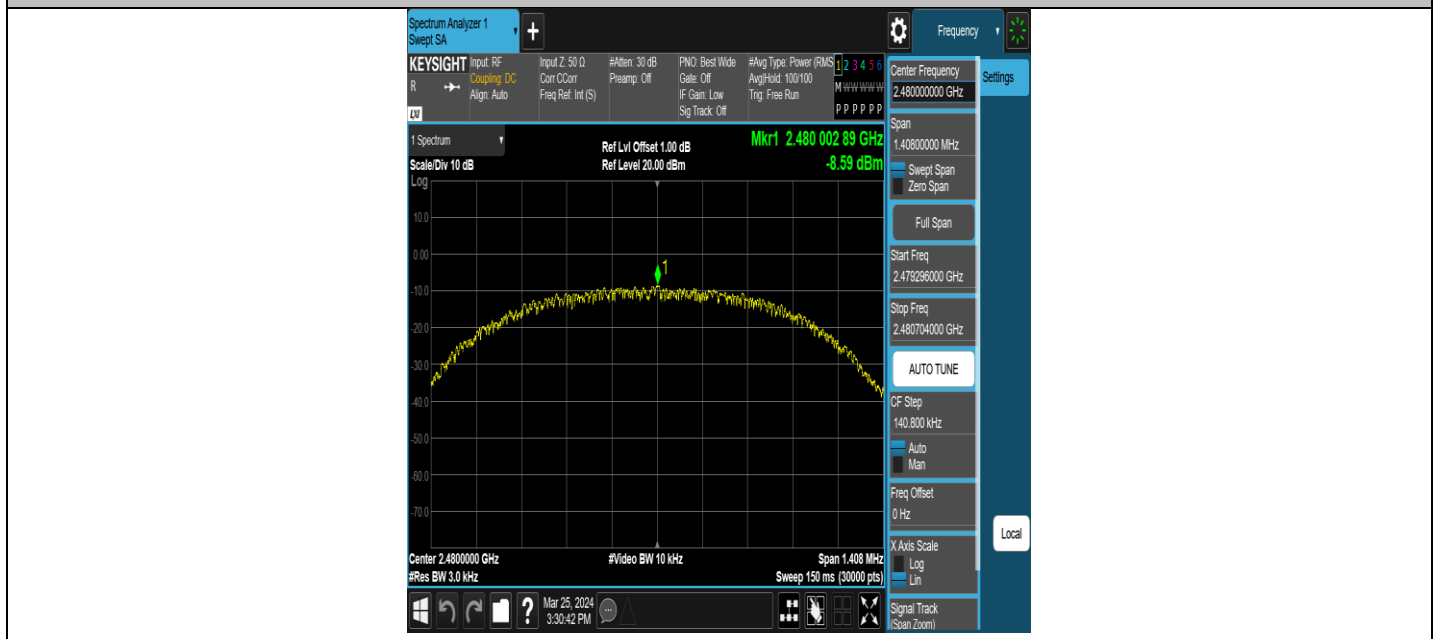 Spectrum Analyzer 1
Swept SA
+
Frequency
KEYSIGHT
R
LXI
Input: RF
Coupling: DC
Align: Auto
Input Z: 50 Ω
Corr CCorr
Freq Ref: Int (S)
#Atten: 30 dB
Preamp: Off
PNO: Best Wide
Gate: Off
IF Gain: Low
Sig Track: Off
#Avg Type: Power (RMS
Avg|Hold: 100/100
Trig: Free Run
1 2 3 4 5 6
M W W W W W
P P P P P P
1 Spectrum
Scale/Div 10 dB
Log
Ref Lvl Offset 1.00 dB
Ref Level 20.00 dBm
Mkr1 2.480 002 89 GHz
-8.59 dBm
10.0
0.00
-10.0
-20.0
-30.0
-40.0
-50.0
-60.0
-70.0
1
Center 2.4800000 GHz
#Res BW 3.0 kHz
#Video BW 10 kHz
Span 1.408 MHz
Sweep 150 ms (30000 pts)
Center Frequency
2.480000000 GHz
Settings
Span
1.40800000 MHz
Swept Span
Zero Span
Full Span
Start Freq
2.479296000 GHz
Stop Freq
2.480704000 GHz
AUTO TUNE
CF Step
140.800 kHz
Auto
Man
Freq Offset
0 Hz
X Axis Scale
Log
Lin
Local
Signal Track
(Span Zoom)
?
Mar 25, 2024
3:30:42 PM